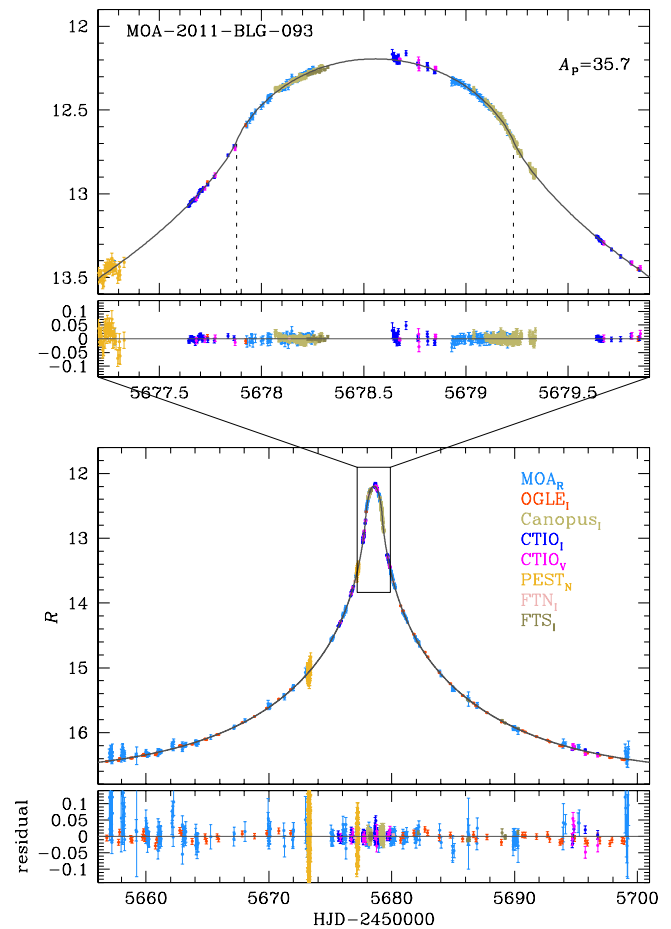 MOA-2011-BLG-093
A_P=35.7
12
12.5
13
13.5
0.1
0.05
0
-0.05
-0.1
5677.5 5678 5678.5 5679 5679.5
12
13
14
15
16
R
MOA_R
OGLE_I
Canopus_I
CTIO_I
CTIO_V
PEST_N
FTN_I
FTS_I
0.1
0.05
0
-0.05
-0.1
residual
5660 5670 5680 5690 5700
HJD-2450000